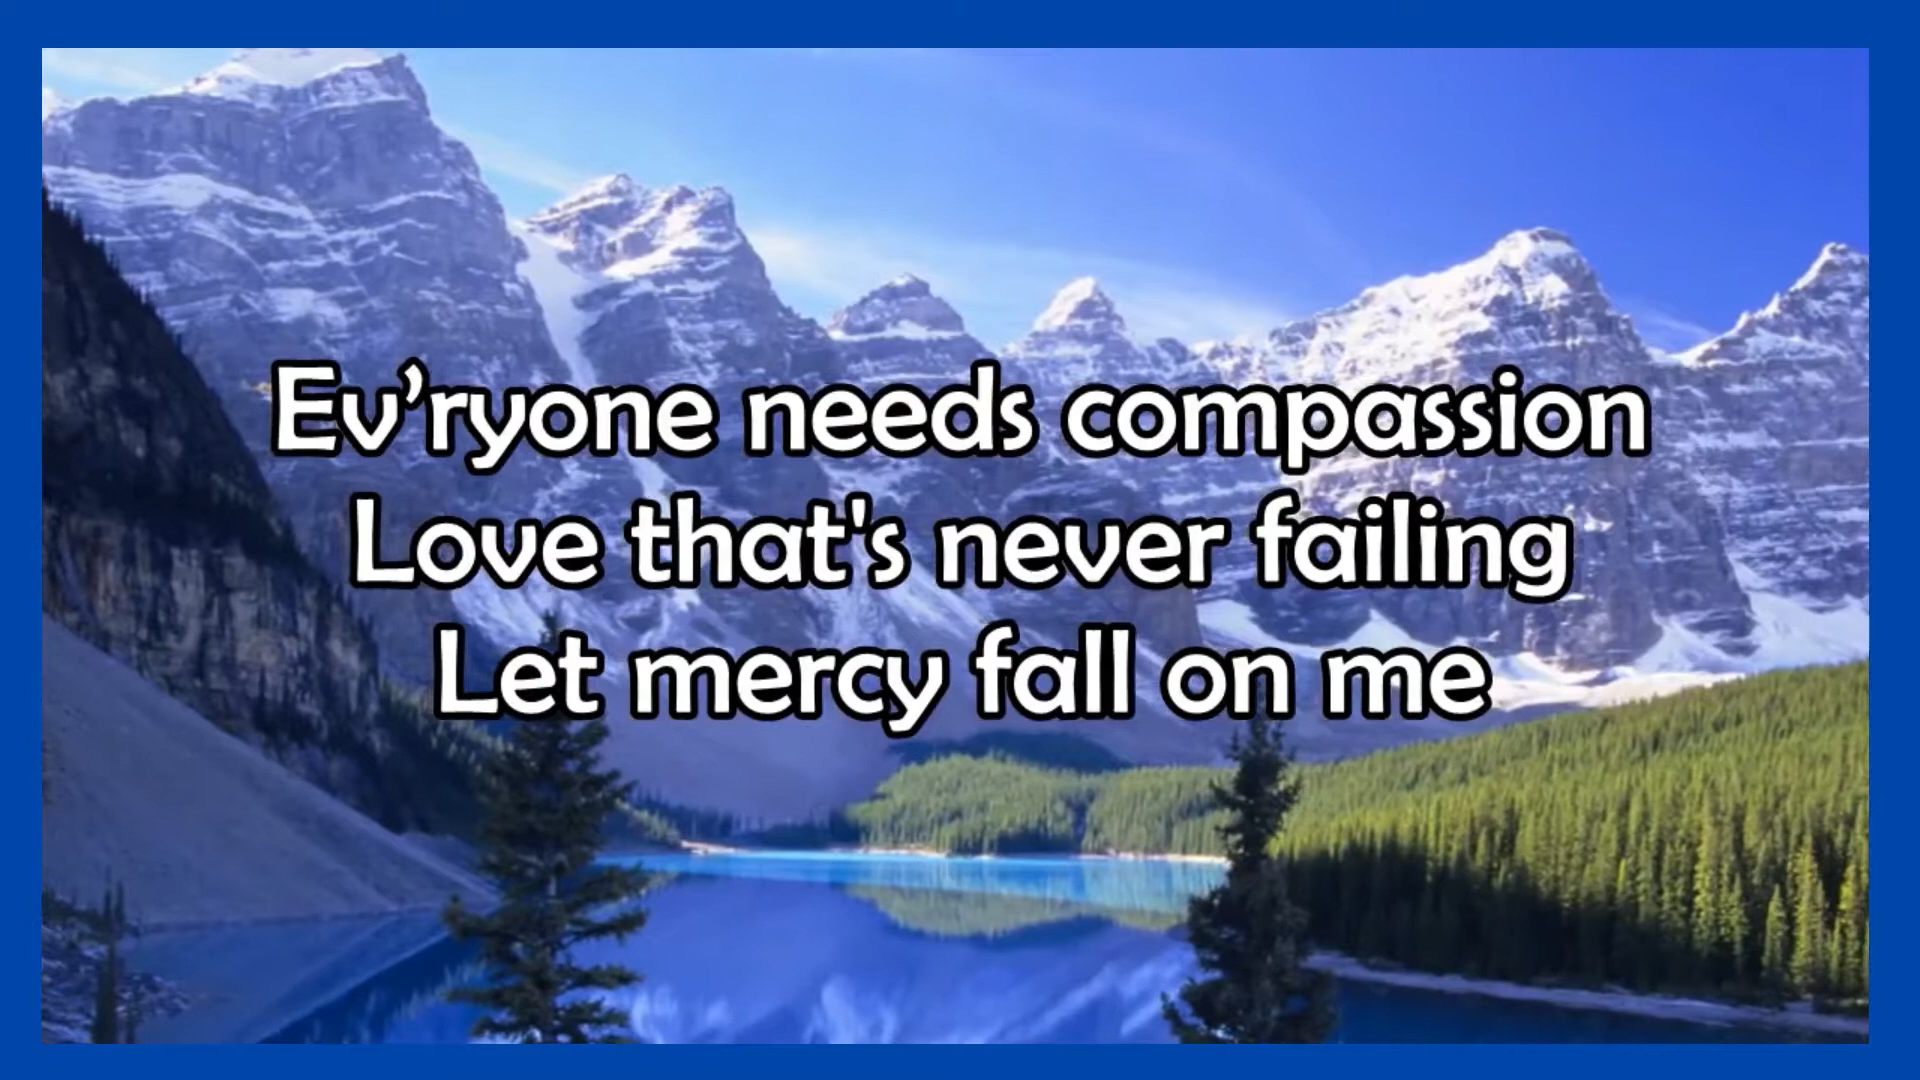 Ev’ryone needs compassion
Love that's never failing
Let mercy fall on me